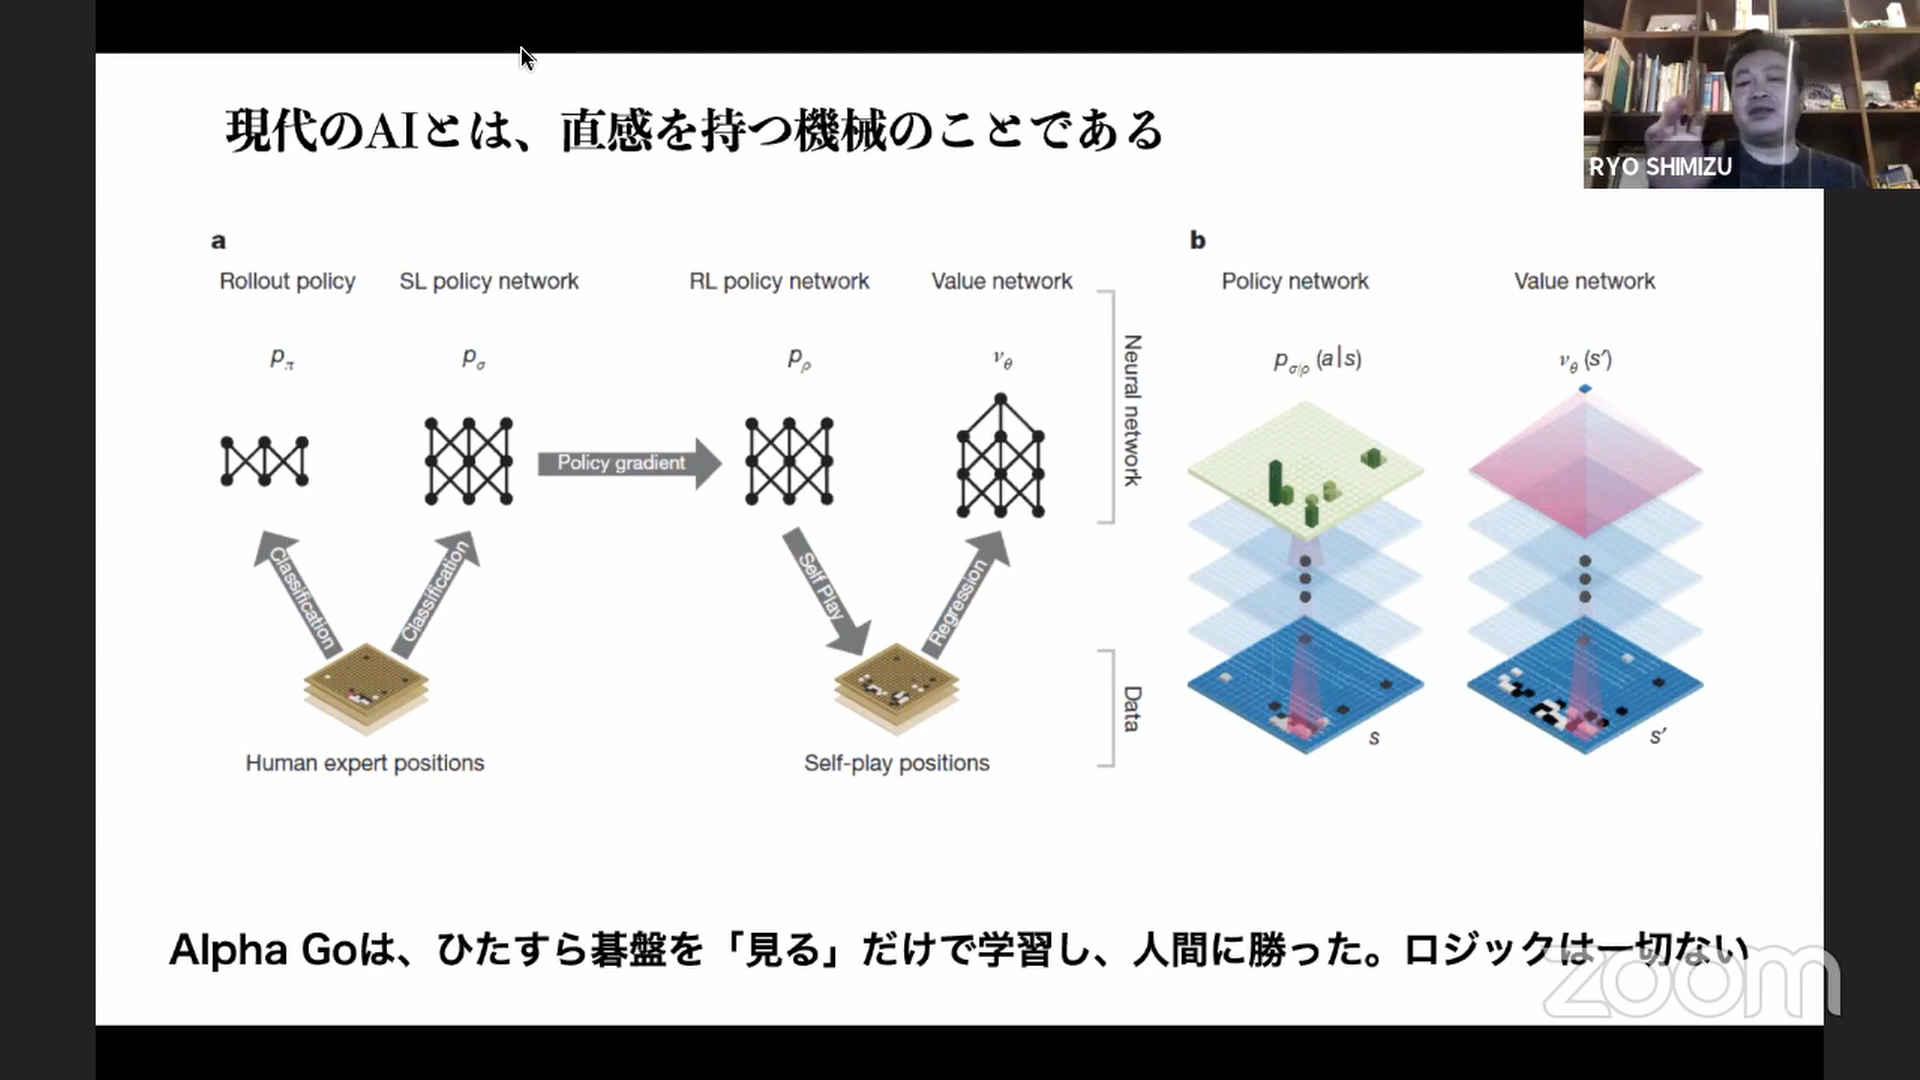 現代のAIとは、直感を持つ機械のことである
RYO SHIMIZU
a
Rollout policy
SL policy network
RL policy network
Value network
pπ
pσ
pρ
νθ
Policy gradient
Classification
Classification
Self Play
Regression
Human expert positions
Self-play positions
Neural network
Data
b
Policy network
Value network
pσ/ρ (a|s)
νθ (s′)
s
s′
Alpha Goは、ひたすら碁盤を「見る」だけで学習し、人間に勝った。ロジックは一切ない
zoom